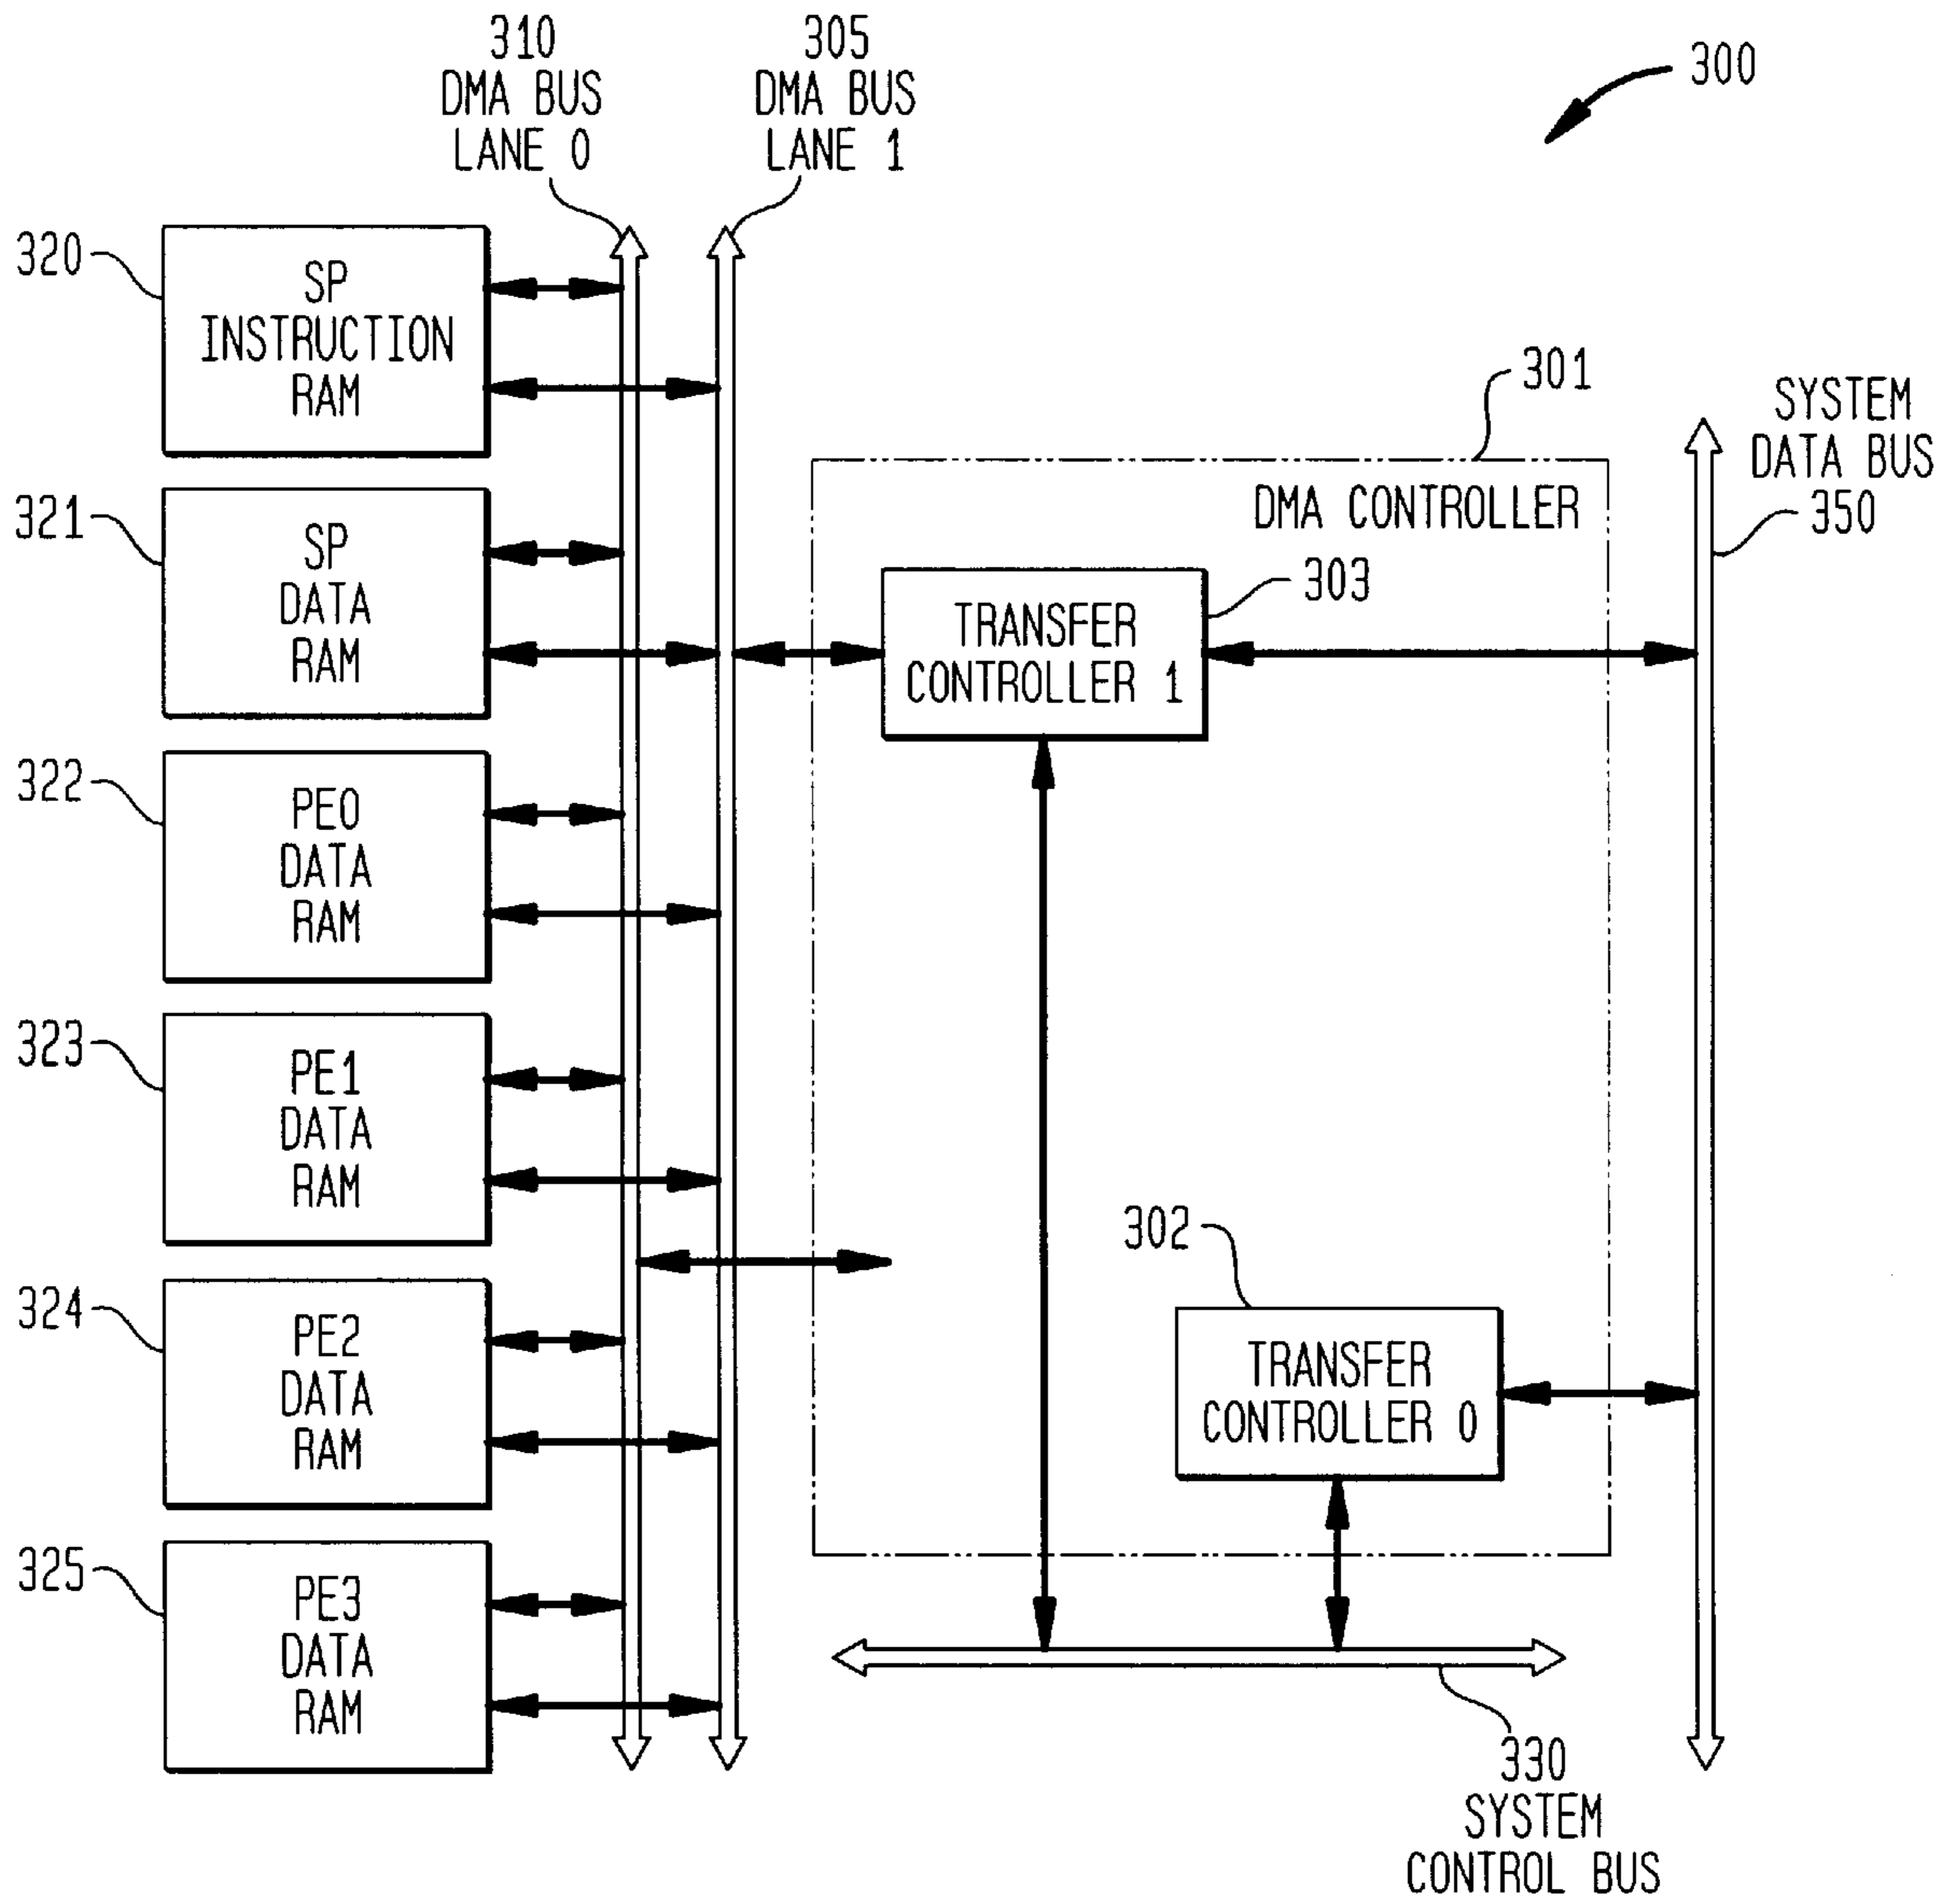 310
DMA BUS
LANE 0
305
DMA BUS
LANE 1
300
320
SP
INSTRUCTION
RAM
301
SYSTEM
DATA BUS
350
DMA CONTROLLER
321
SP
DATA
RAM
303
TRANSFER
CONTROLLER 1
322
PE0
DATA
RAM
323
PE1
DATA
RAM
302
324
PE2
DATA
RAM
TRANSFER
CONTROLLER 0
325
PE3
DATA
RAM
330
SYSTEM
CONTROL BUS